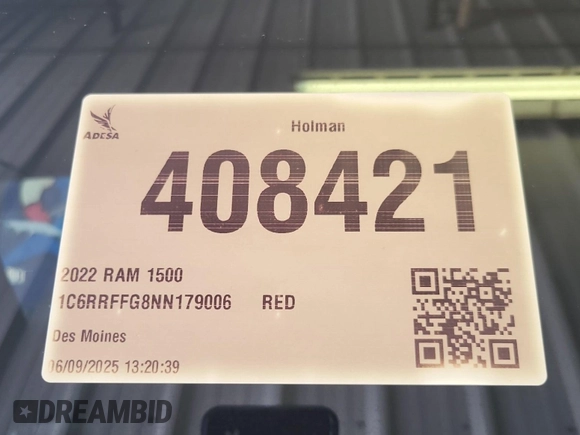 ADESA
Holman
408421
2022 RAM 1500
1C6RRFFG8NN179006 RED
Des Moines
06/09/2025 13:20:39
DREAMBID